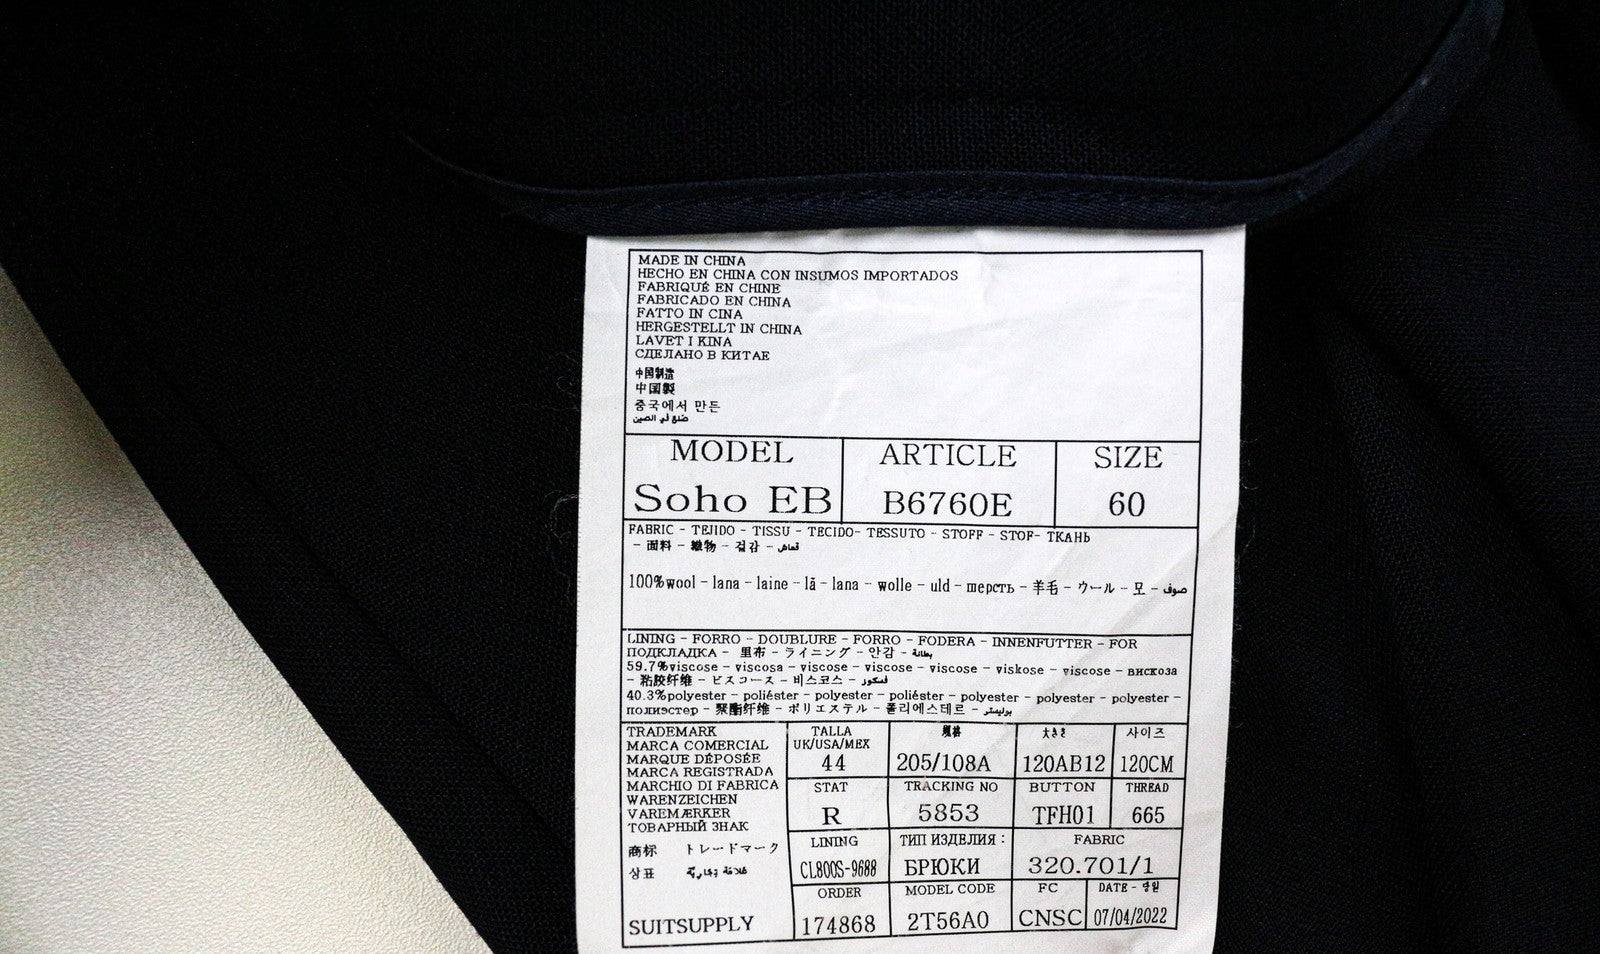 MADE IN CHINA
HECHO EN CHINA CON INSUMOS IMPORTADOS
FABRIQUÉ EN CHINE
FABRICADO EN CHINA
FATTO IN CINA
HERGESTELLT IN CHINA
LAVET I KINA
СДЕЛАНО В КИТАЕ
中国制造
中国製
중국에서 만든
صنع في الصين
MODEL ARTICLE SIZE
Soho EB B6760E 60
FABRIC - TEJIDO - TISSU - TECIDO- TESSUTO - STOFF - STOF- ТКАНЬ
- 面料 - 織物 - 겉감 - قماش
100%wool - lana - laine - lã - lana - wolle - uld - шерсть - 羊毛 - ウール - 모 - صوف
LINING - FORRO - DOUBLURE - FORRO - FODERA - INNENFUTTER - FOR
ПОДКЛАДКА - 里布 - ライニング - 안감 - بطانة
59.7%viscose - viscosa - viscose - viscose - viscose - viskose - viscose - вискоза
- 粘胶纤维 - ビスコース - 비스코스 - فسكوز
40.3%polyester - poliéster - polyester - poliéster - polyester - polyester - polyester -
полиэстер - 聚酯纤维 - ポリエステル - 폴리에스테르 - بوليستر
TRADEMARK
MARCA COMERCIAL
MARQUE DÉPOSÉE
MARCA REGISTRADA
MARCHIO DI FABRICA
WARENZEICHEN
VAREMÆRKER
ТОВАРНЫЙ ЗНАК
商标 トレードマーク
상표 علامة تجارية
SUITSUPPLY
TALLA 規格 大きさ 사이즈
UK/USA/MEX
44 205/108A 120AB12 120CM
STAT TRACKING NO BUTTON THREAD
R 5853 TFH01 665
LINING ТИП ИЗДЕЛИЯ : FABRIC
CL800S-9688 БРЮКИ 320.701/1
ORDER MODEL CODE FC DATE -
174868 2T56A0 CNSC 07/04/2022